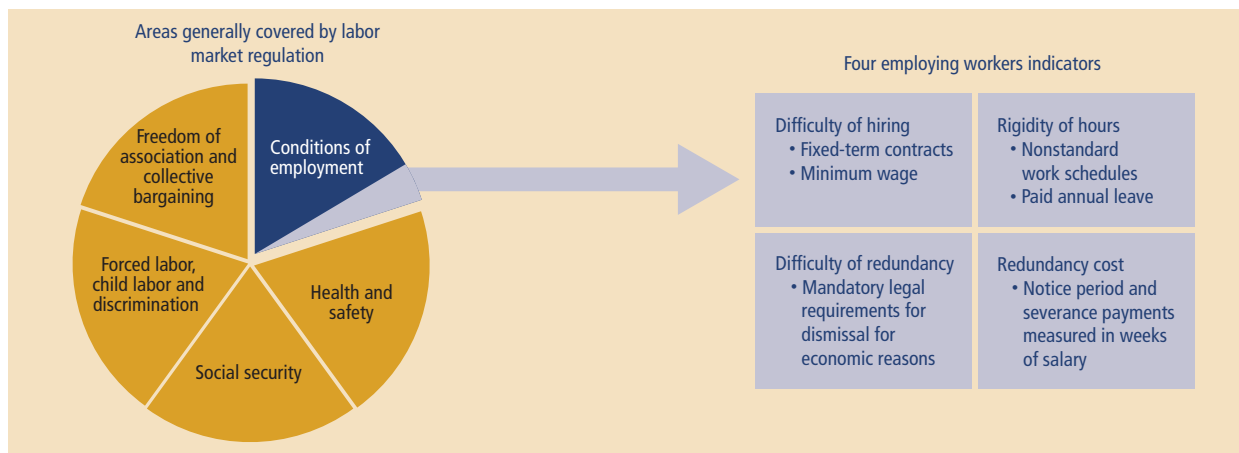 Areas generally covered by labor
market regulation
Freedom of
association and
collective
bargaining
Conditions of
employment
Forced labor,
child labor and
discrimination
Health and
safety
Social security
Four employing workers indicators
Difficulty of hiring
• Fixed-term contracts
• Minimum wage
Rigidity of hours
• Nonstandard
work schedules
• Paid annual leave
Difficulty of redundancy
• Mandatory legal
requirements for
dismissal for
economic reasons
Redundancy cost
• Notice period and
severance payments
measured in weeks
of salary